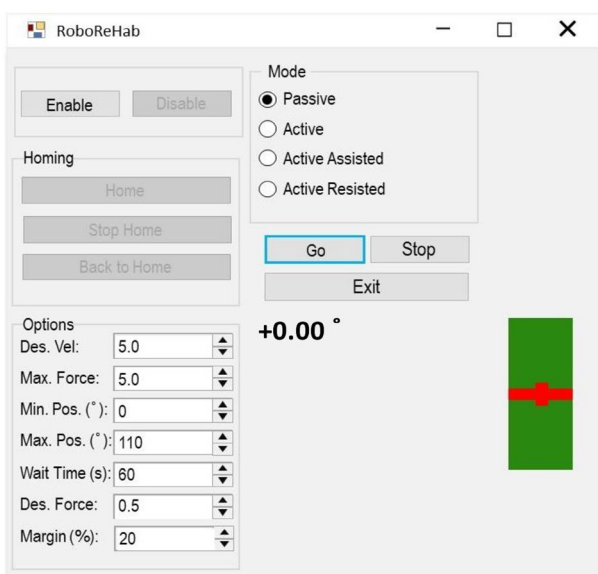 RoboReHab
Enable Disable
Homing
Home
Stop Home
Back to Home
Mode
Passive
Active
Active Assisted
Active Resisted
Go Stop
Exit
+0.00 °
Options
Des. Vel: 5.0
Max. Force: 5.0
Min. Pos. (°): 0
Max. Pos. (°): 110
Wait Time (s): 60
Des. Force: 0.5
Margin (%): 20